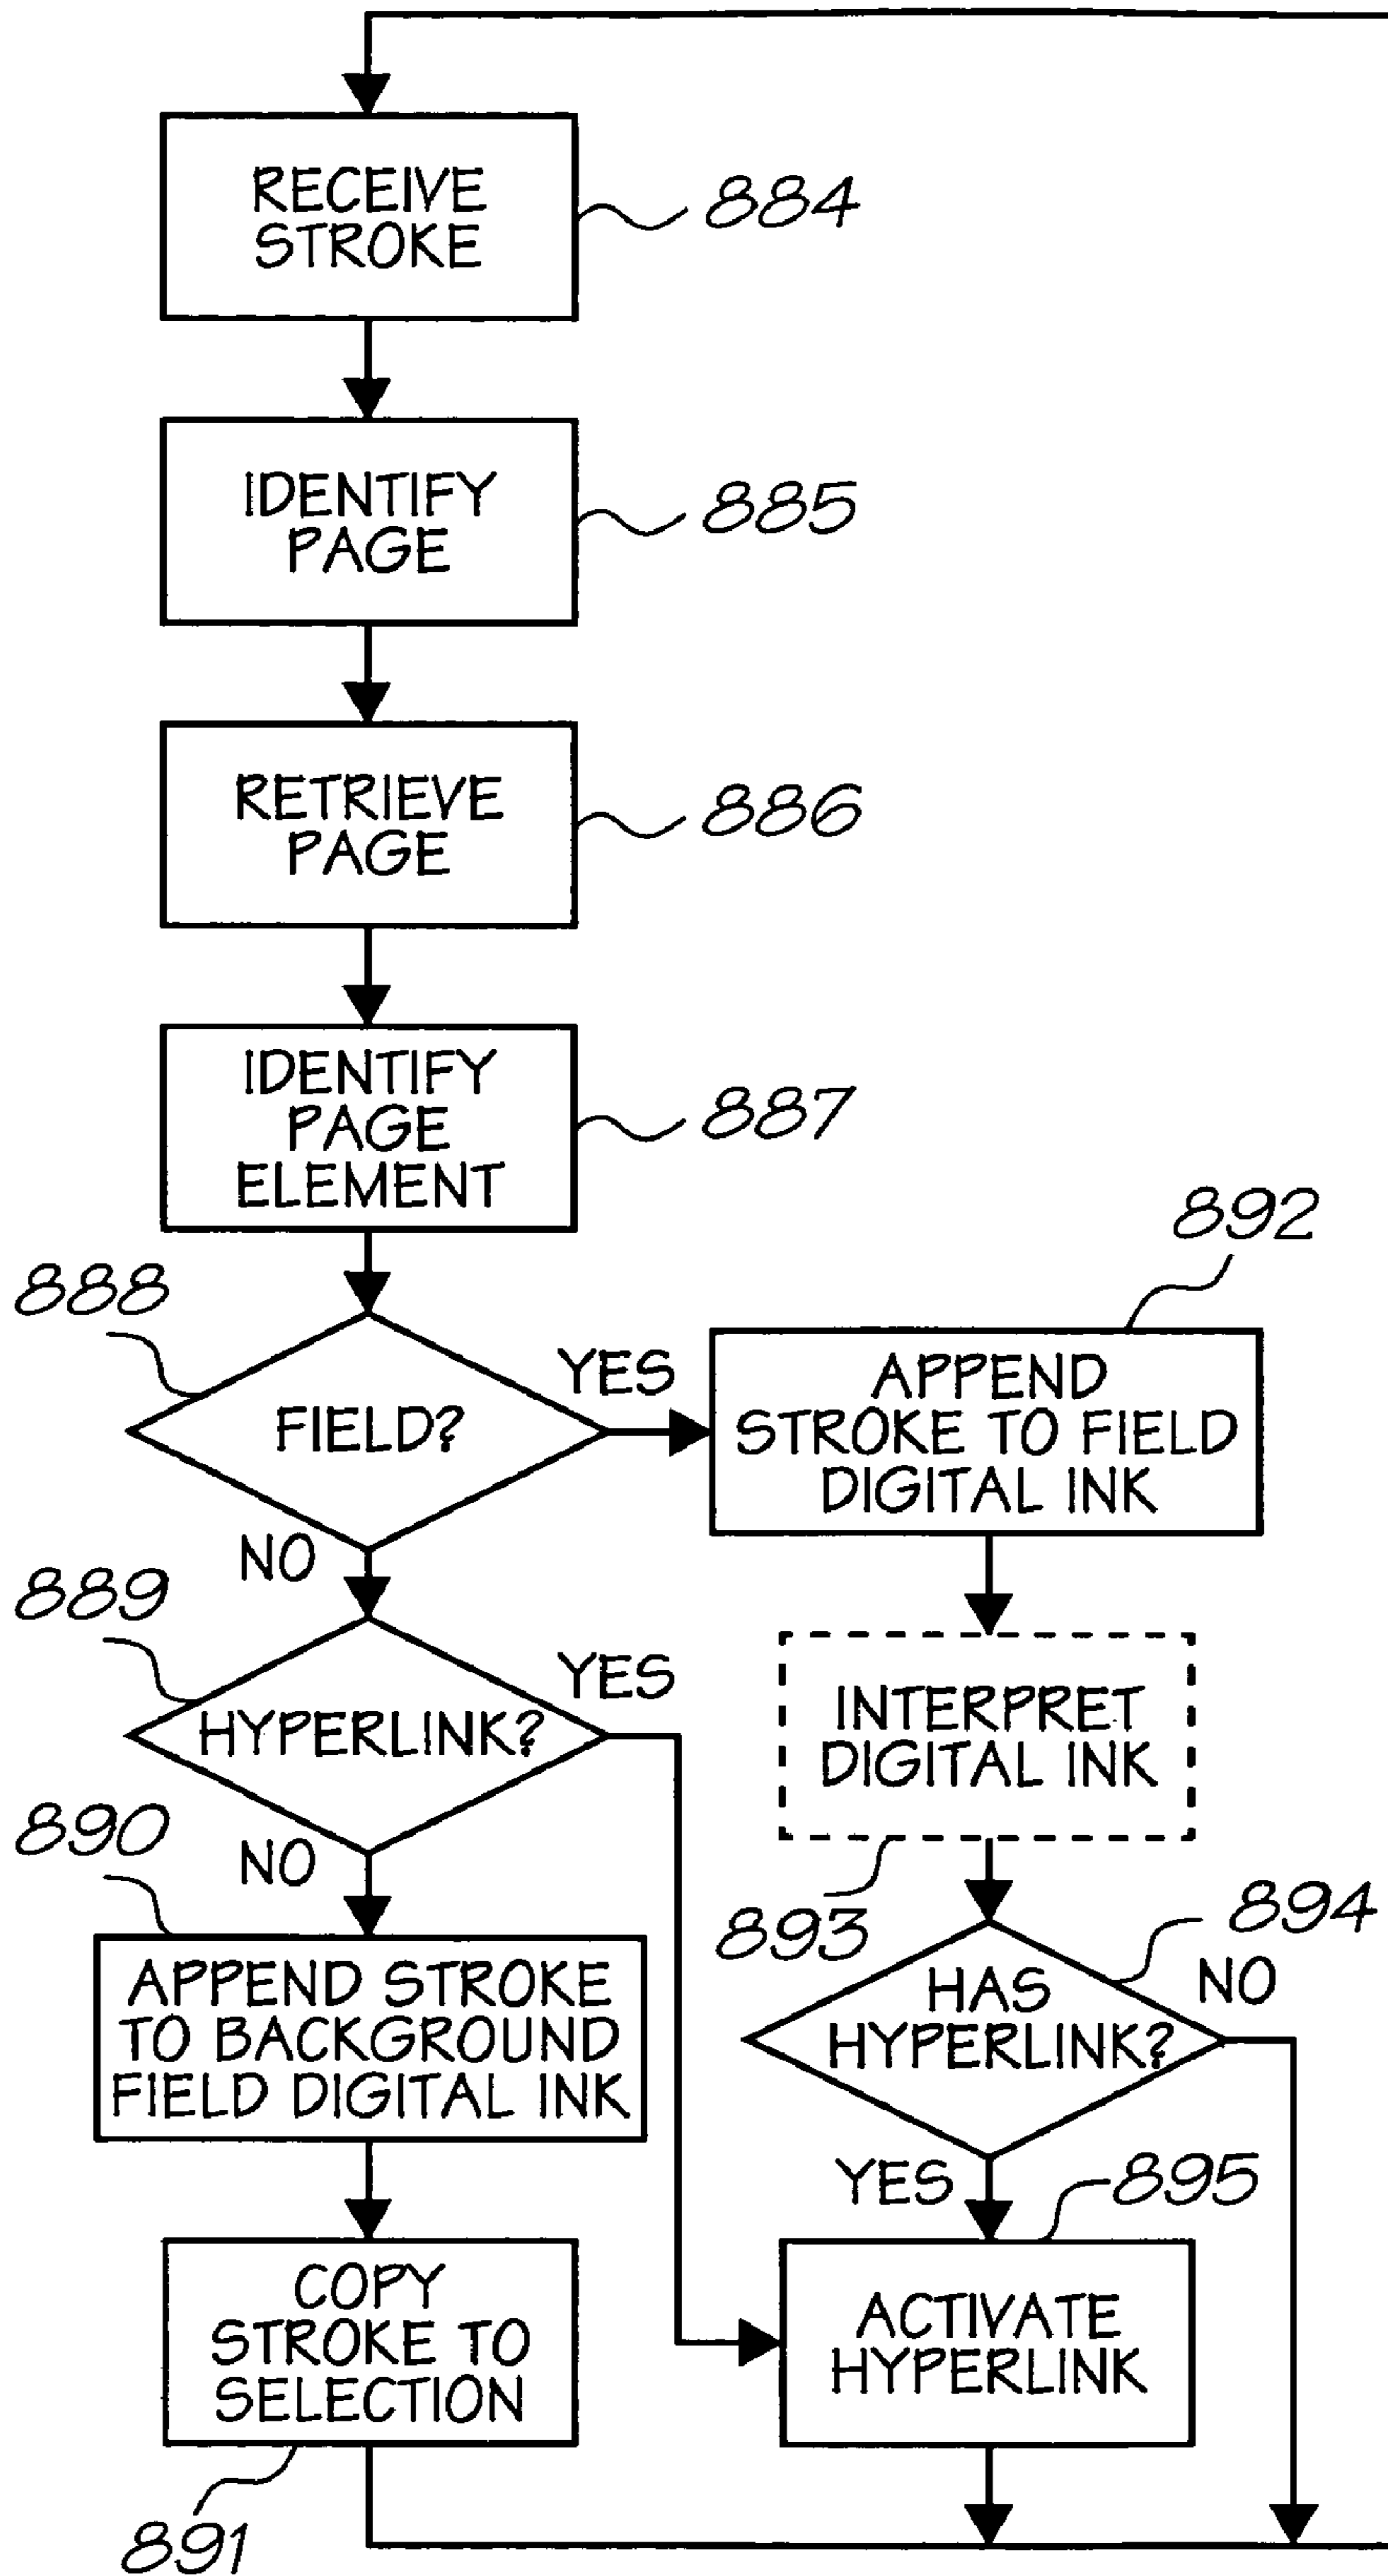 RECEIVE
STROKE
884
IDENTIFY
PAGE
885
RETRIEVE
PAGE
886
IDENTIFY
PAGE
ELEMENT
887
888
FIELD?
YES
NO
892
APPEND
STROKE TO FIELD
DIGITAL INK
889
HYPERLINK?
YES
NO
INTERPRET
DIGITAL INK
893
890
APPEND STROKE
TO BACKGROUND
FIELD DIGITAL INK
894
HAS
HYPERLINK?
NO
YES
895
COPY
STROKE TO
SELECTION
891
ACTIVATE
HYPERLINK